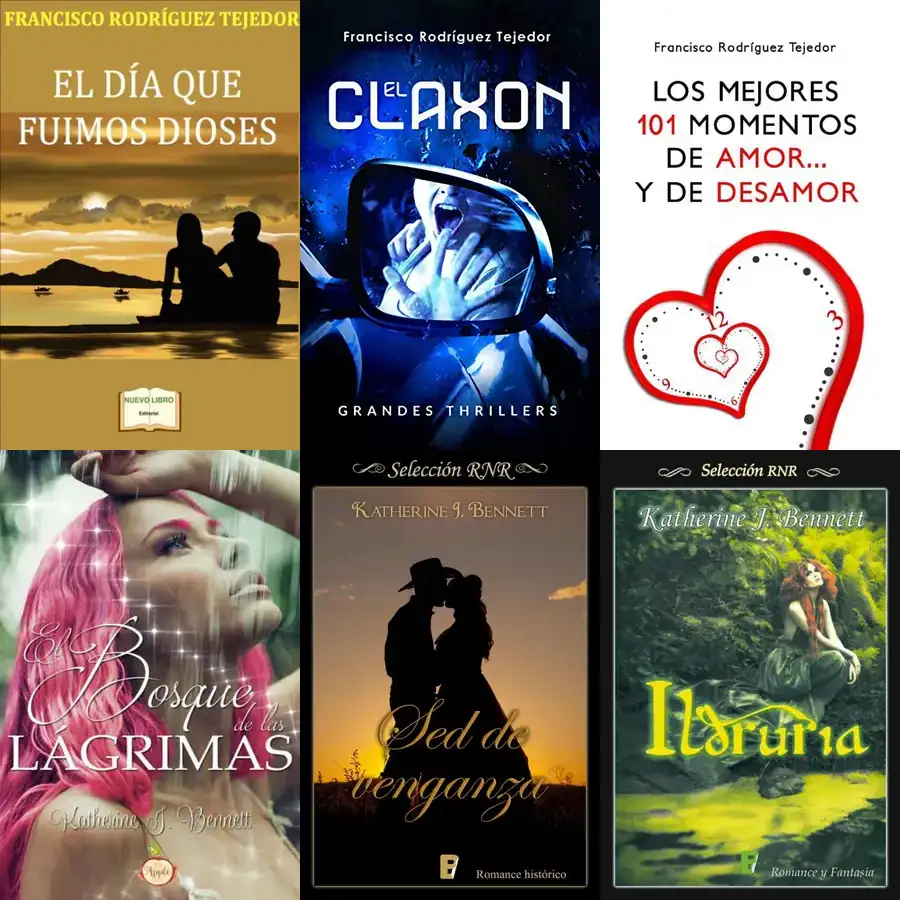 FRANCISCO RODRÍGUEZ TEJEDOR
EL DÍA QUE
FUIMOS DIOSES
NUEVO LIBRO
Editorial
Francisco Rodríguez Tejedor
EL
CLAXON
GRANDES THRILLERS
Francisco Rodríguez Tejedor
LOS MEJORES
101 MOMENTOS
DE AMOR...
Y DE DESAMOR
12
3
6
9
El Bosque
de las
LÁGRIMAS
Katherine J. Bennett
Apple
Selección RNR
KATHERINE J. BENNETT
Sed de
venganza
B
Romance histórico
Selección RNR
Katherine J. Bennett
Ildruria
B
Romance y Fantasía